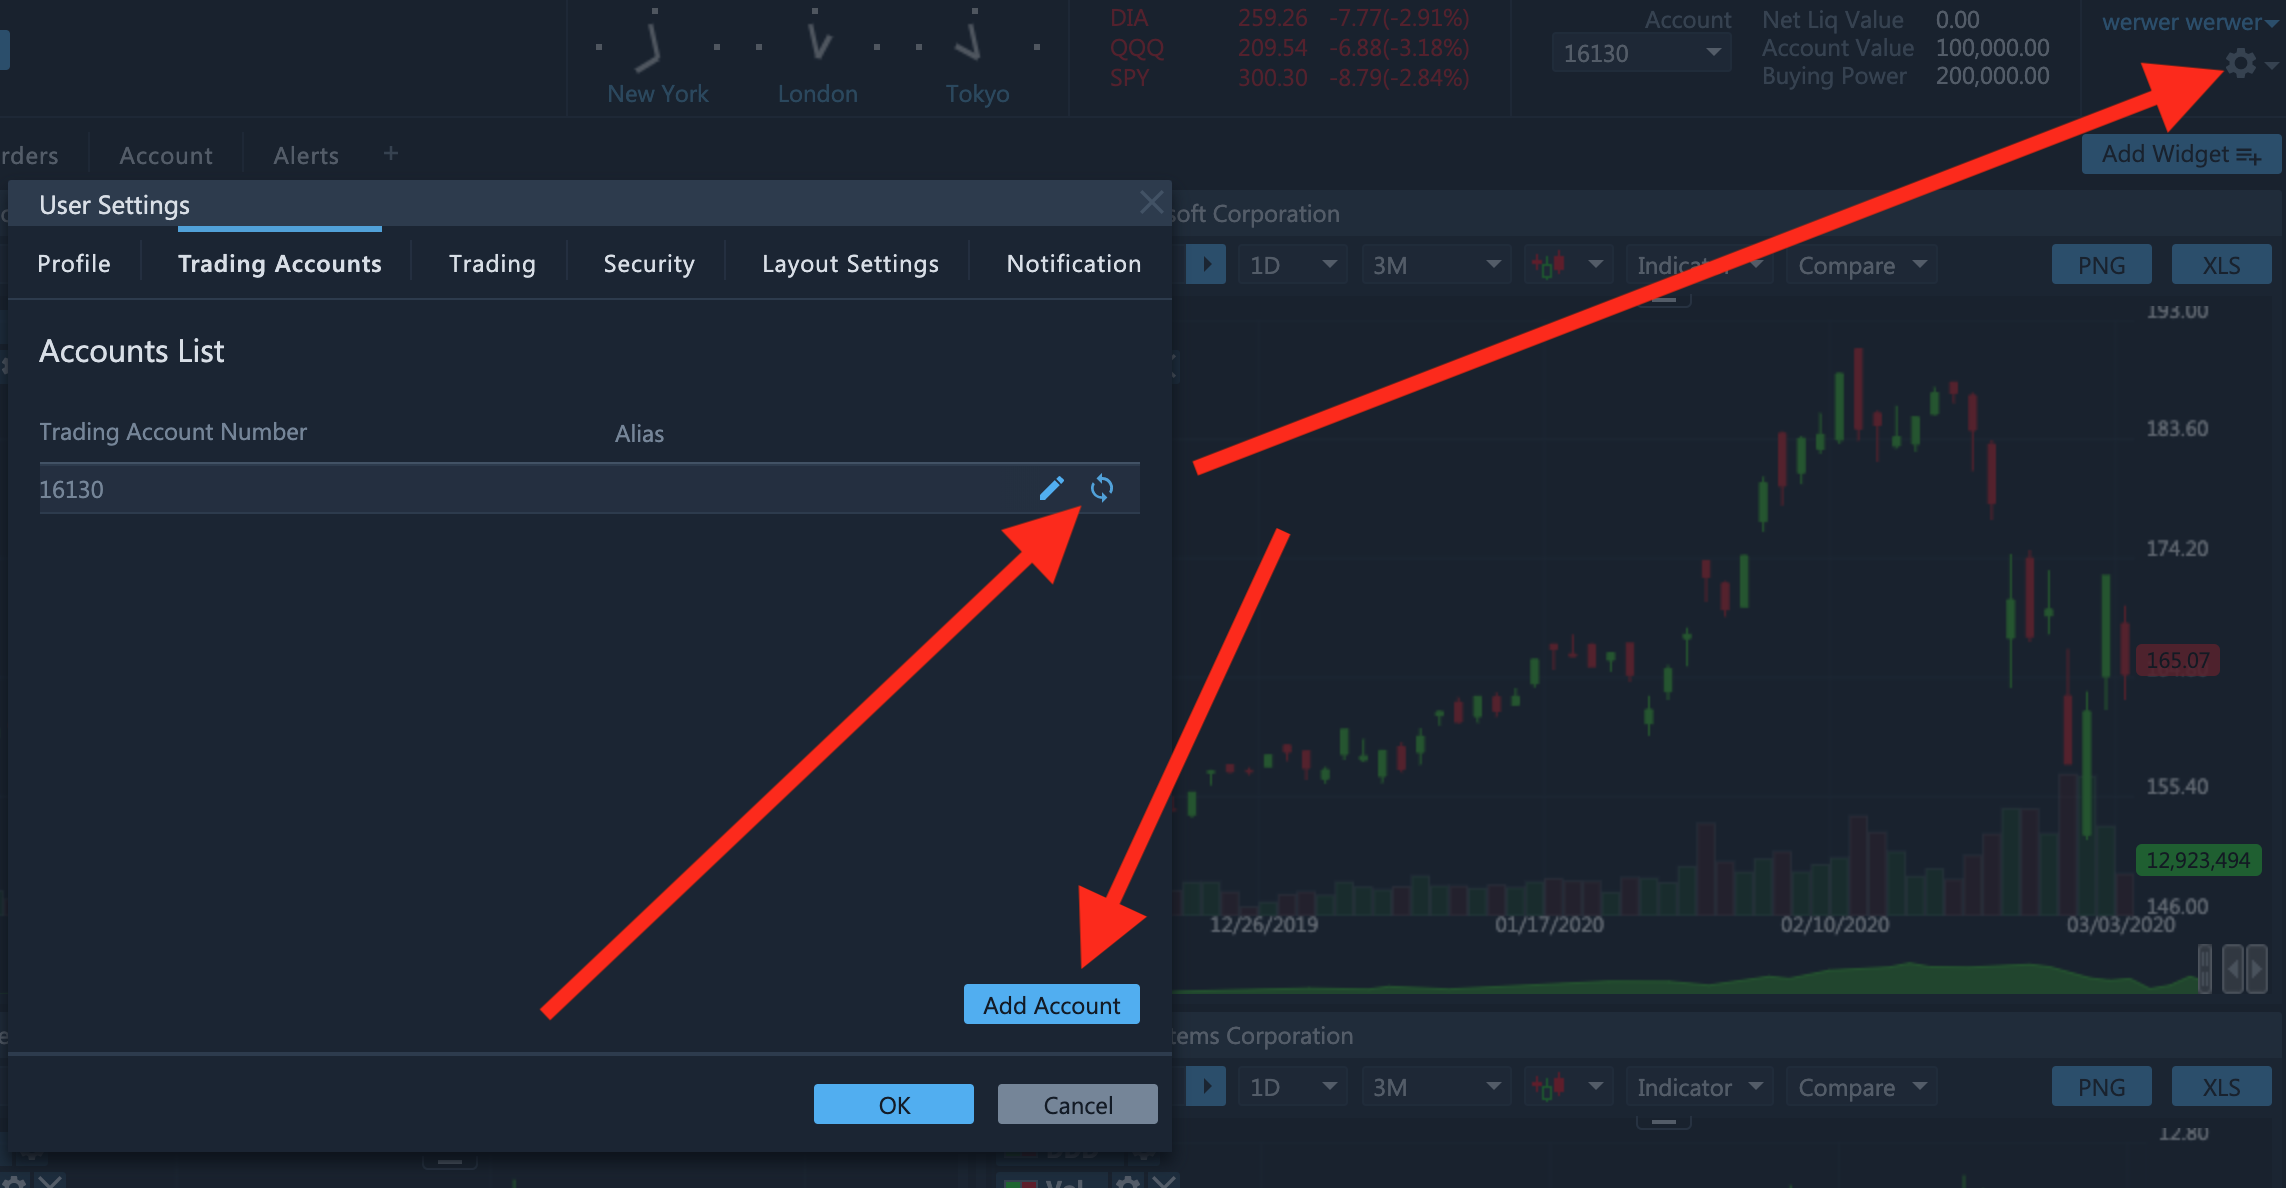 DIA 259.26 -7.77(-2.91%)
QQQ 209.54 -6.88(-3.18%)
SPY 300.30 -8.79(-2.84%)
New York London Tokyo
Account
16130
Net Liq Value 0.00
Account Value 100,000.00
Buying Power 200,000.00
werwer werwer
rders Account Alerts +
Add Widget
User Settings
soft Corporation
Profile Trading Accounts Trading Security Layout Settings Notification
1D 3M Compare PNG XLS
Accounts List
Trading Account Number Alias
16130
193.00
183.60
174.20
165.07
155.40
12,923,494
146.00
12/26/2019 01/17/2020 02/10/2020 03/03/2020
Add Account
tems Corporation
OK Cancel
1D 3M Indicator Compare PNG XLS
12.80
Vol